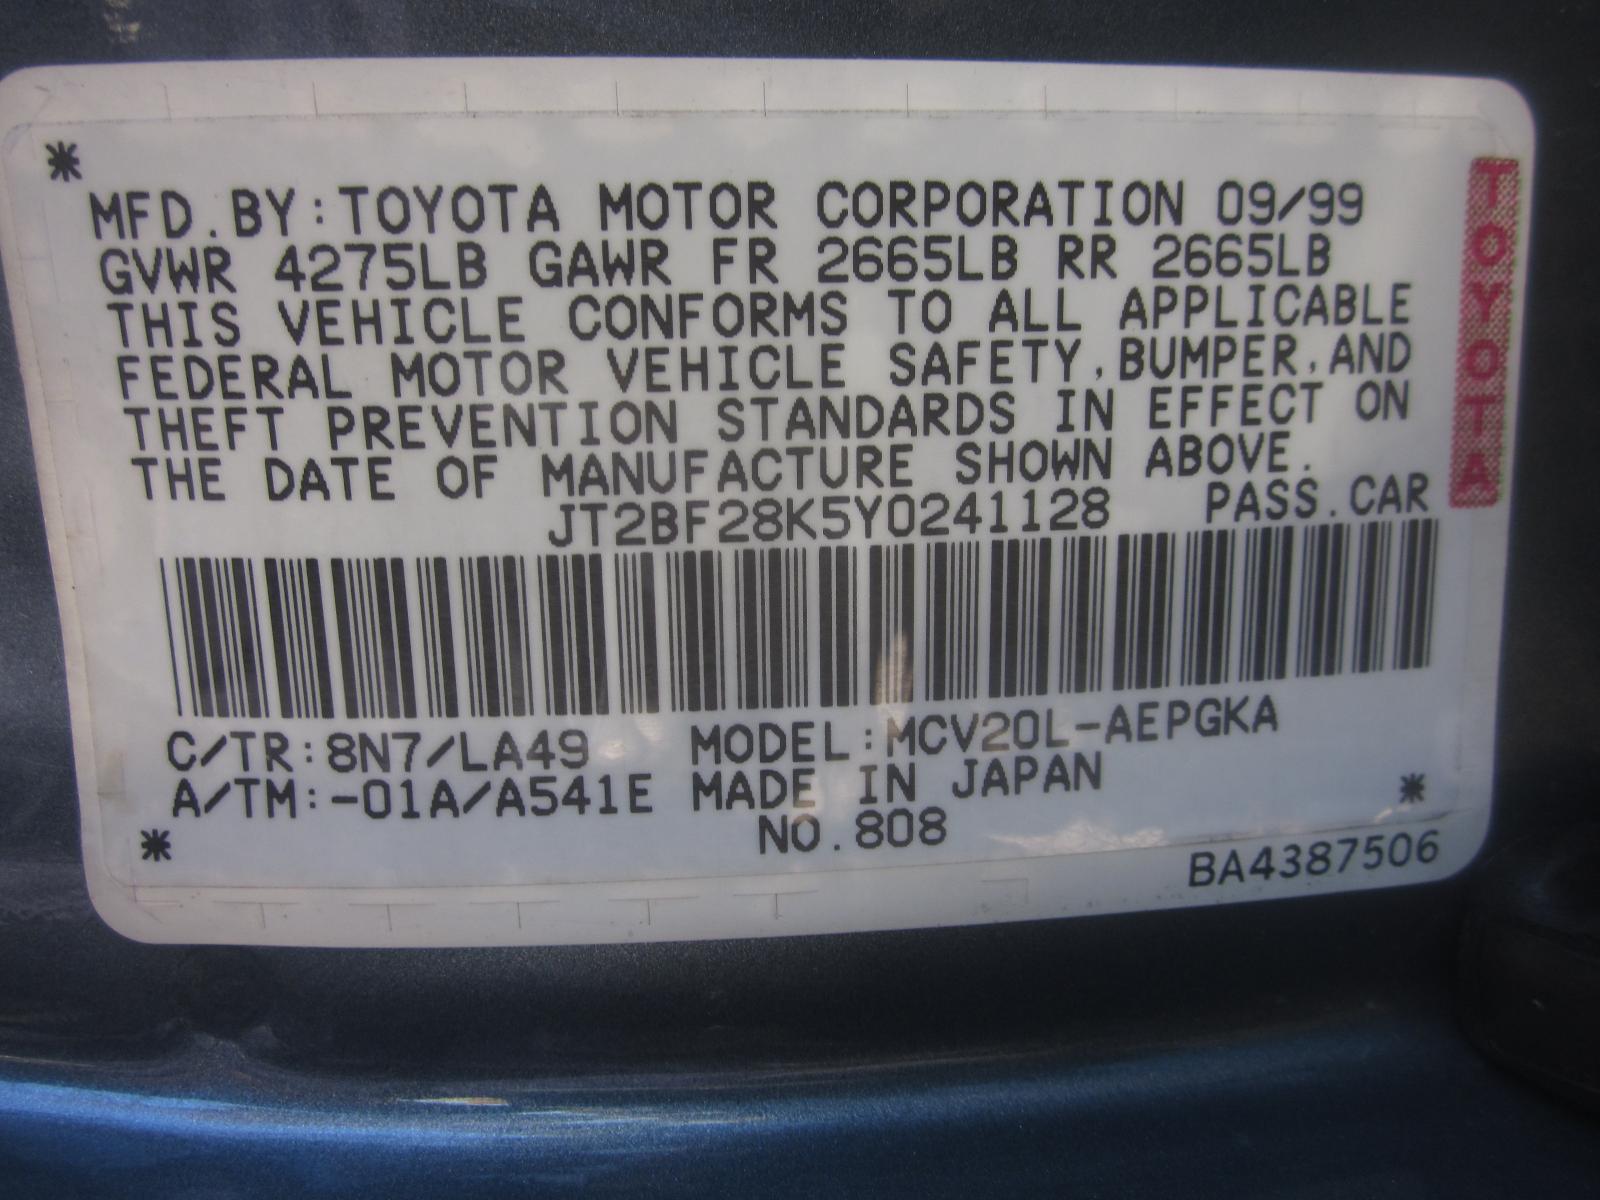 MFD.BY:TOYOTA MOTOR CORPORATION 09/99
GVWR 4275LB GAWR FR 2665LB RR 2665LB
THIS VEHICLE CONFORMS TO ALL APPLICABLE
FEDERAL MOTOR VEHICLE SAFETY,BUMPER,AND
THEFT PREVENTION STANDARDS IN EFFECT ON
THE DATE OF MANUFACTURE SHOWN ABOVE.
JT2BF28K5Y0241128 PASS.CAR
C/TR:8N7/LA49 MODEL:MCV20L-AEPGKA
A/TM:-01A/A541E MADE IN JAPAN
NO.808
BA4387506
TOYOTA